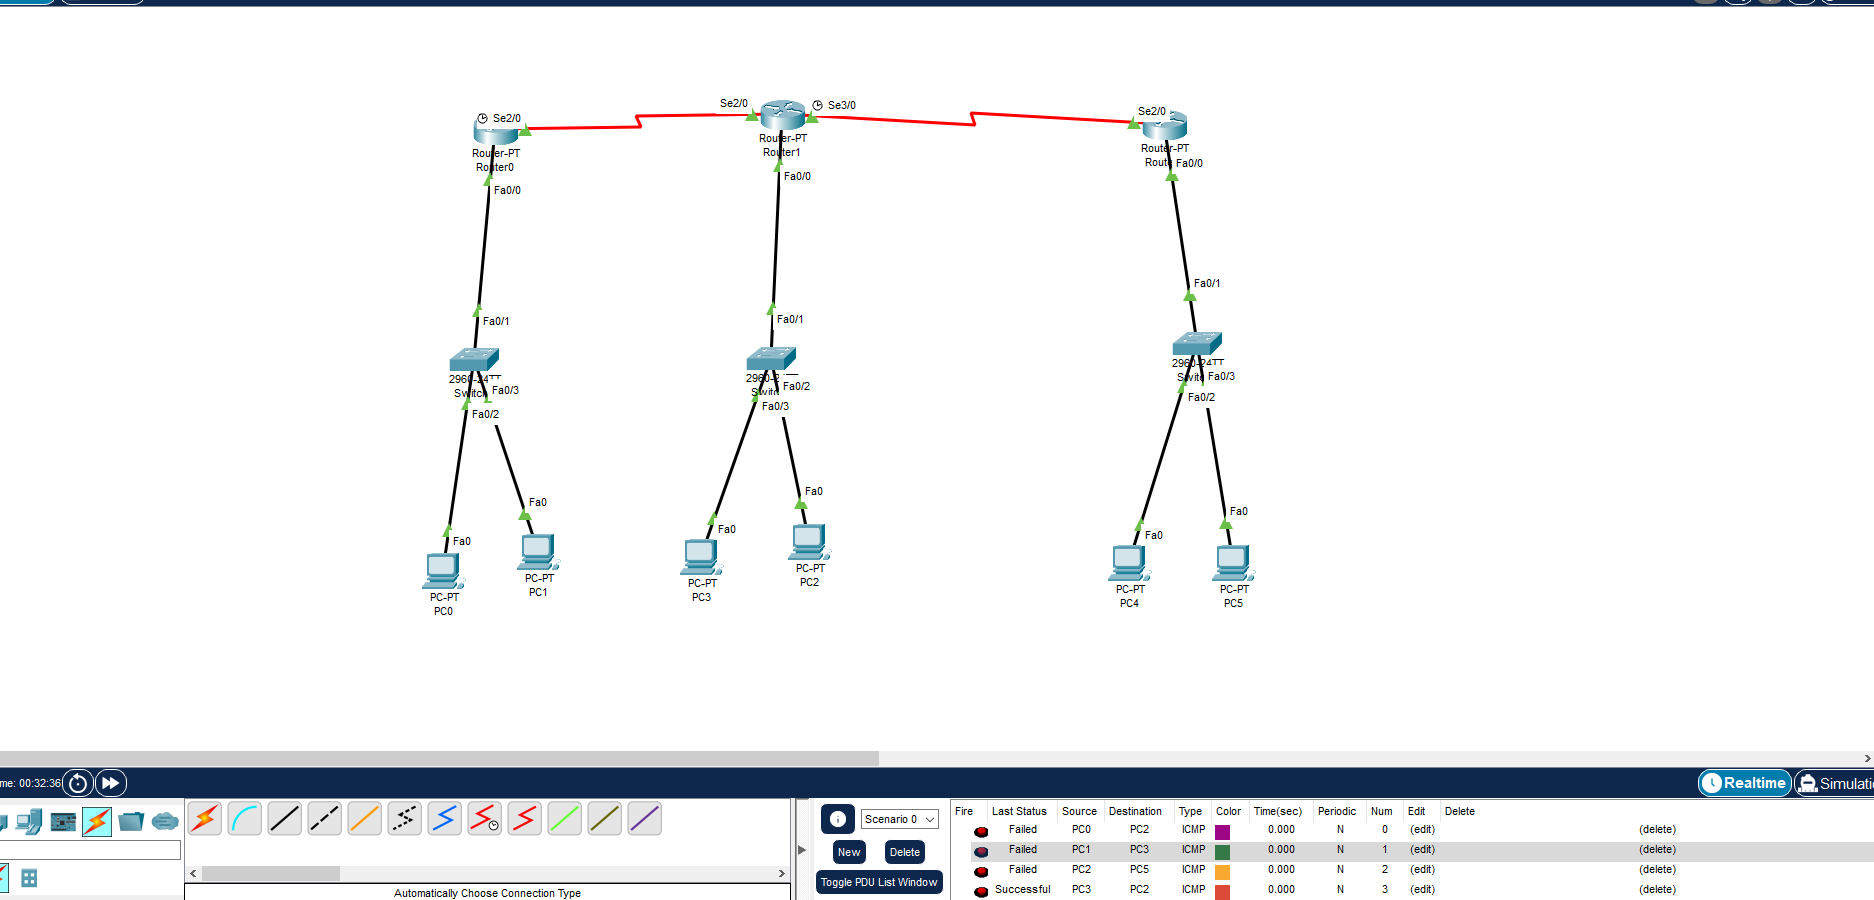 Se2/0
Se2/0
Se3/0
Se2/0
Router-PT
Router0
Router-PT
Router1
Router-PT
Fa0/0
Fa0/0
Fa0/0
Fa0/1
Fa0/1
Fa0/1
Fa0/3
Fa0/2
Fa0/2
Fa0/3
Fa0/3
Fa0/2
Fa0
Fa0
Fa0
Fa0
Fa0
Fa0
PC-PT
PC0
PC-PT
PC1
PC-PT
PC3
PC-PT
PC2
PC-PT
PC4
PC-PT
PC5
me: 00:32:36
Realtime
Simulati
Automatically Choose Connection Type
Scenario 0
New
Delete
Toggle PDU List Window
Fire Last Status Source Destination Type Color Time(sec) Periodic Num Edit Delete
Failed PC0 PC2 ICMP 0.000 N 0 (edit) (delete)
Failed PC1 PC3 ICMP 0.000 N 1 (edit) (delete)
Failed PC2 PC5 ICMP 0.000 N 2 (edit) (delete)
Successful PC3 PC2 ICMP 0.000 N 3 (edit) (delete)